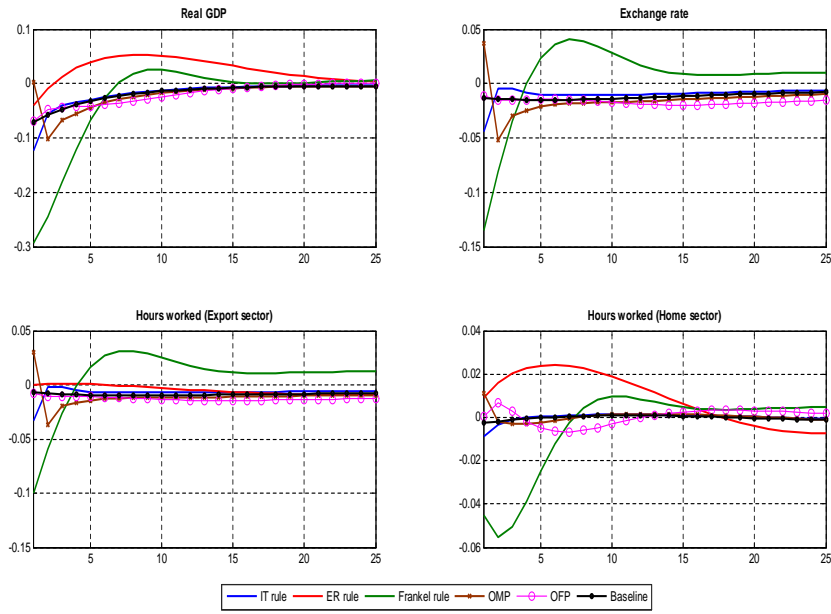 Real GDP
0.1
0
-0.1
-0.2
-0.3
5 10 15 20 25
Exchange rate
0.05
0
-0.05
-0.1
-0.15
5 10 15 20 25
Hours worked (Export sector)
0.05
0
-0.05
-0.1
-0.15
5 10 15 20 25
Hours worked (Home sector)
0.04
0.02
0
-0.02
-0.04
-0.06
5 10 15 20 25
IT rule ER rule Frankel rule OMP OFP Baseline